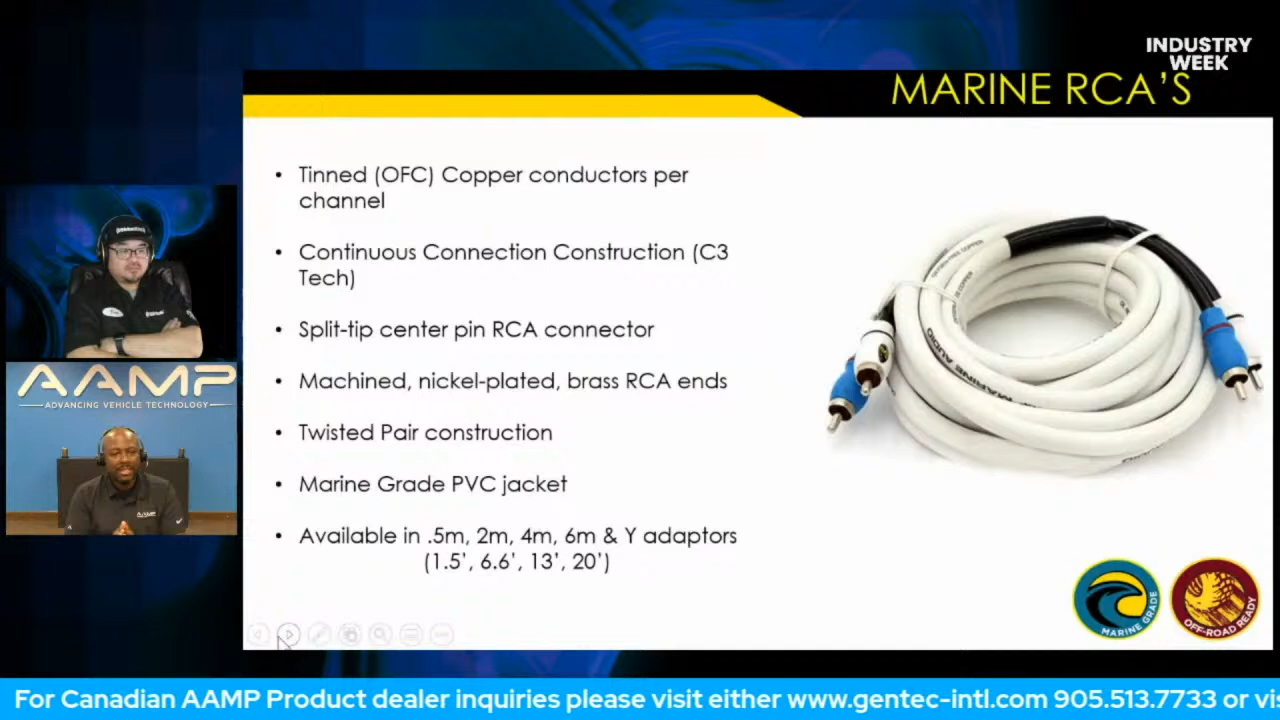 INDUSTRY
WEEK
MARINE RCA'S
• Tinned (OFC) Copper conductors per
channel
• Continuous Connection Construction (C3
Tech)
• Split-tip center pin RCA connector
• Machined, nickel-plated, brass RCA ends
• Twisted Pair construction
• Marine Grade PVC jacket
• Available in .5m, 2m, 4m, 6m & Y adaptors
(1.5', 6.6', 13', 20')
MARINE AUDIO
MARINE GRADE
OFF-ROAD READY
AAMP
ADVANCING VEHICLE TECHNOLOGY
For Canadian AAMP Product dealer inquiries please visit either www.gentec-intl.com 905.513.7733 or vis